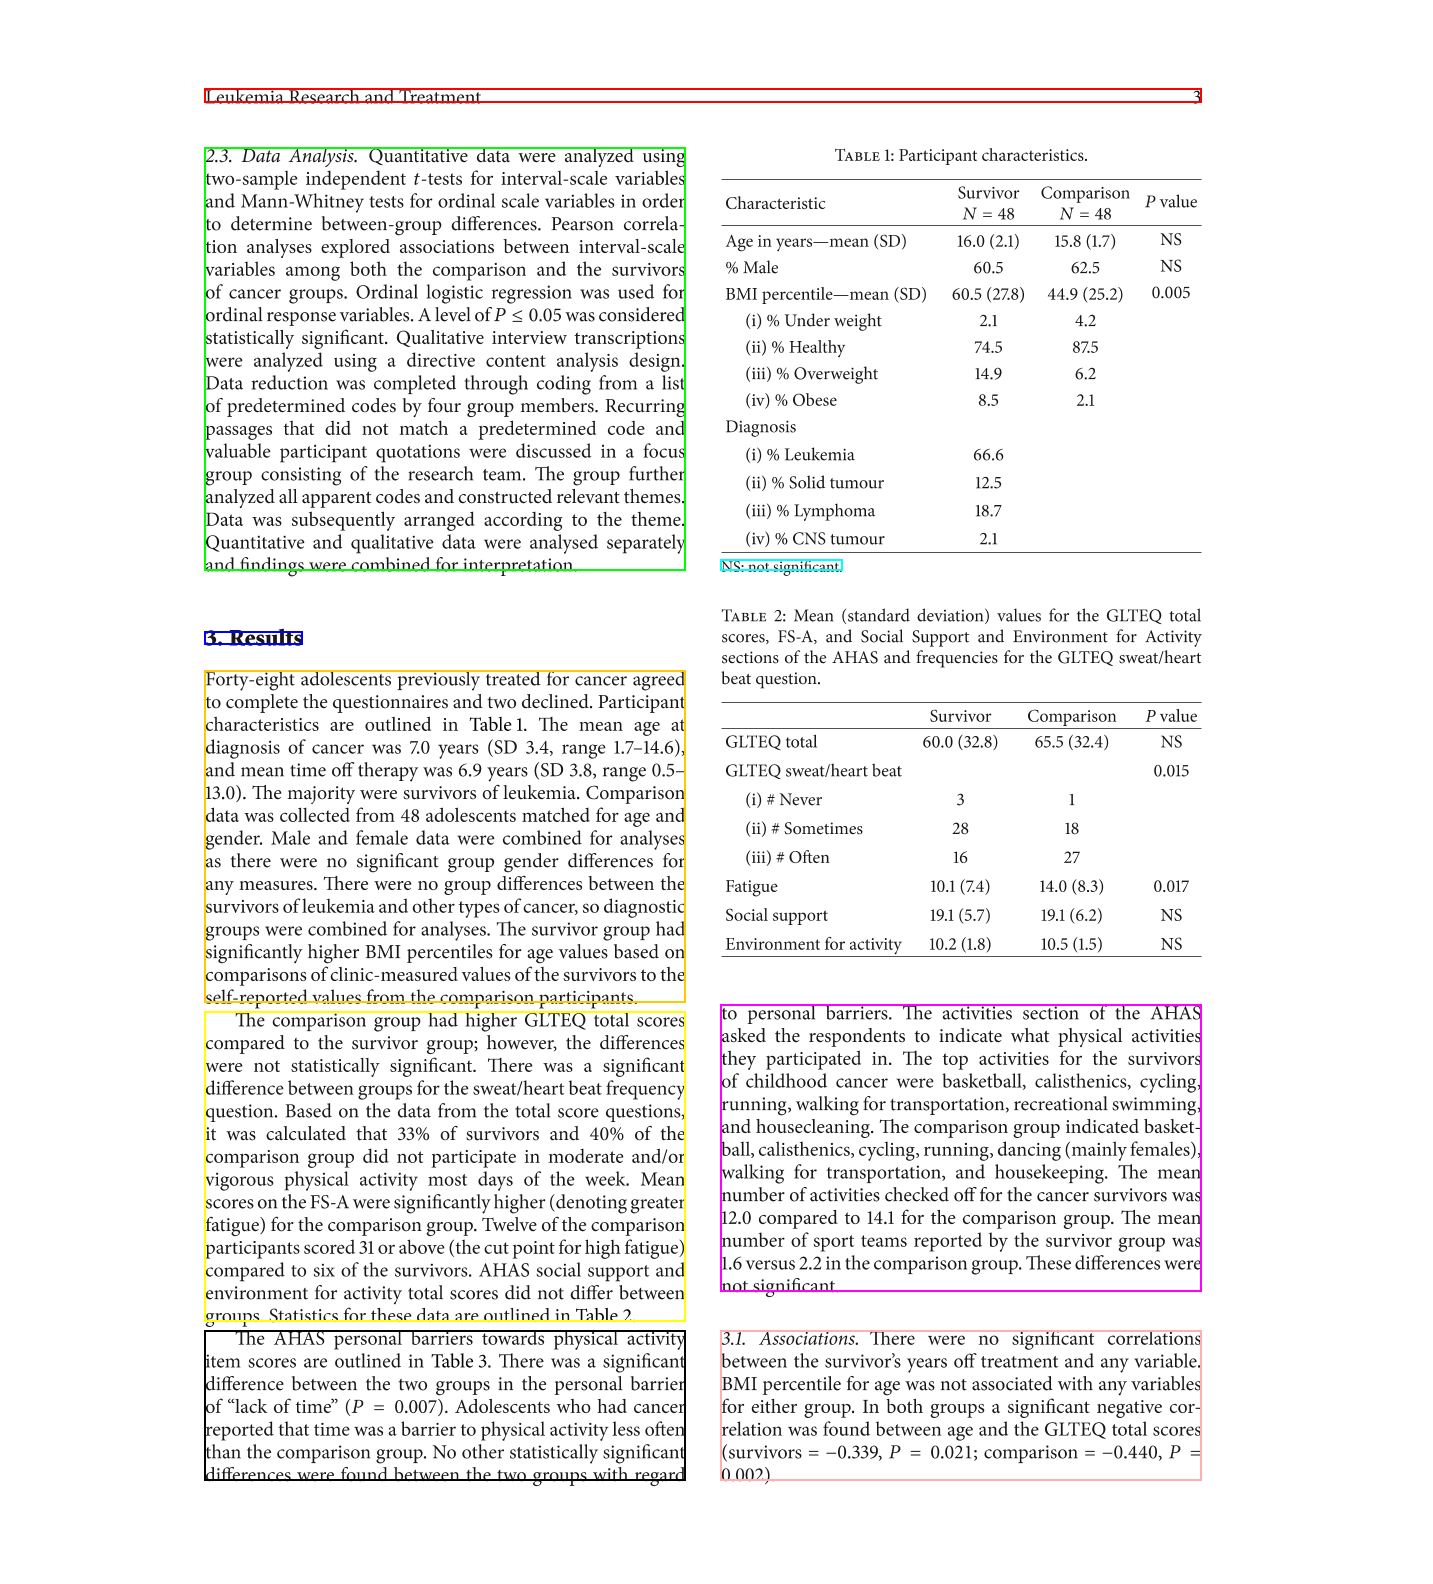 Leukemia Research and Treatment 3
2.3. Data Analysis. Quantitative data were analyzed using
two-sample independent t-tests for interval-scale variables
and Mann-Whitney tests for ordinal scale variables in order
to determine between-group differences. Pearson correla-
tion analyses explored associations between interval-scale
variables among both the comparison and the survivors
of cancer groups. Ordinal logistic regression was used for
ordinal response variables. A level of P ≤ 0.05 was considered
statistically significant. Qualitative interview transcriptions
were analyzed using a directive content analysis design.
Data reduction was completed through coding from a list
of predetermined codes by four group members. Recurring
passages that did not match a predetermined code and
valuable participant quotations were discussed in a focus
group consisting of the research team. The group further
analyzed all apparent codes and constructed relevant themes.
Data was subsequently arranged according to the theme.
Quantitative and qualitative data were analysed separately
and findings were combined for interpretation.
3. Results
Forty-eight adolescents previously treated for cancer agreed
to complete the questionnaires and two declined. Participant
characteristics are outlined in Table 1. The mean age at
diagnosis of cancer was 7.0 years (SD 3.4, range 1.7–14.6),
and mean time off therapy was 6.9 years (SD 3.8, range 0.5–
13.0). The majority were survivors of leukemia. Comparison
data was collected from 48 adolescents matched for age and
gender. Male and female data were combined for analyses
as there were no significant group gender differences for
any measures. There were no group differences between the
survivors of leukemia and other types of cancer, so diagnostic
groups were combined for analyses. The survivor group had
significantly higher BMI percentiles for age values based on
comparisons of clinic-measured values of the survivors to the
self-reported values from the comparison participants.
The comparison group had higher GLTEQ total scores
compared to the survivor group; however, the differences
were not statistically significant. There was a significant
difference between groups for the sweat/heart beat frequency
question. Based on the data from the total score questions,
it was calculated that 33% of survivors and 40% of the
comparison group did not participate in moderate and/or
vigorous physical activity most days of the week. Mean
scores on the FS-A were significantly higher (denoting greater
fatigue) for the comparison group. Twelve of the comparison
participants scored 31 or above (the cut point for high fatigue)
compared to six of the survivors. AHAS social support and
environment for activity total scores did not differ between
groups. Statistics for these data are outlined in Table 2.
The AHAS personal barriers towards physical activity
item scores are outlined in Table 3. There was a significant
difference between the two groups in the personal barrier
of “lack of time” (P = 0.007). Adolescents who had cancer
reported that time was a barrier to physical activity less often
than the comparison group. No other statistically significant
differences were found between the two groups with regard
Table 1: Participant characteristics.
Characteristic Survivor N = 48 Comparison N = 48 P value
Age in years—mean (SD) 16.0 (2.1) 15.8 (1.7) NS
% Male 60.5 62.5 NS
BMI percentile—mean (SD) 60.5 (27.8) 44.9 (25.2) 0.005
(i) % Under weight 2.1 4.2
(ii) % Healthy 74.5 87.5
(iii) % Overweight 14.9 6.2
(iv) % Obese 8.5 2.1
Diagnosis
(i) % Leukemia 66.6
(ii) % Solid tumour 12.5
(iii) % Lymphoma 18.7
(iv) % CNS tumour 2.1
NS: not significant.
Table 2: Mean (standard deviation) values for the GLTEQ total
scores, FS-A, and Social Support and Environment for Activity
sections of the AHAS and frequencies for the GLTEQ sweat/heart
beat question.
Survivor Comparison P value
GLTEQ total 60.0 (32.8) 65.5 (32.4) NS
GLTEQ sweat/heart beat 0.015
(i) # Never 3 1
(ii) # Sometimes 28 18
(iii) # Often 16 27
Fatigue 10.1 (7.4) 14.0 (8.3) 0.017
Social support 19.1 (5.7) 19.1 (6.2) NS
Environment for activity 10.2 (1.8) 10.5 (1.5) NS
to personal barriers. The activities section of the AHAS
asked the respondents to indicate what physical activities
they participated in. The top activities for the survivors
of childhood cancer were basketball, calisthenics, cycling,
running, walking for transportation, recreational swimming,
and housecleaning. The comparison group indicated basket-
ball, calisthenics, cycling, running, dancing (mainly females),
walking for transportation, and housekeeping. The mean
number of activities checked off for the cancer survivors was
12.0 compared to 14.1 for the comparison group. The mean
number of sport teams reported by the survivor group was
1.6 versus 2.2 in the comparison group. These differences were
not significant.
3.1. Associations. There were no significant correlations
between the survivor’s years off treatment and any variable.
BMI percentile for age was not associated with any variables
for either group. In both groups a significant negative cor-
relation was found between age and the GLTEQ total scores
(survivors = −0.339, P = 0.021; comparison = −0.440, P =
0.002).